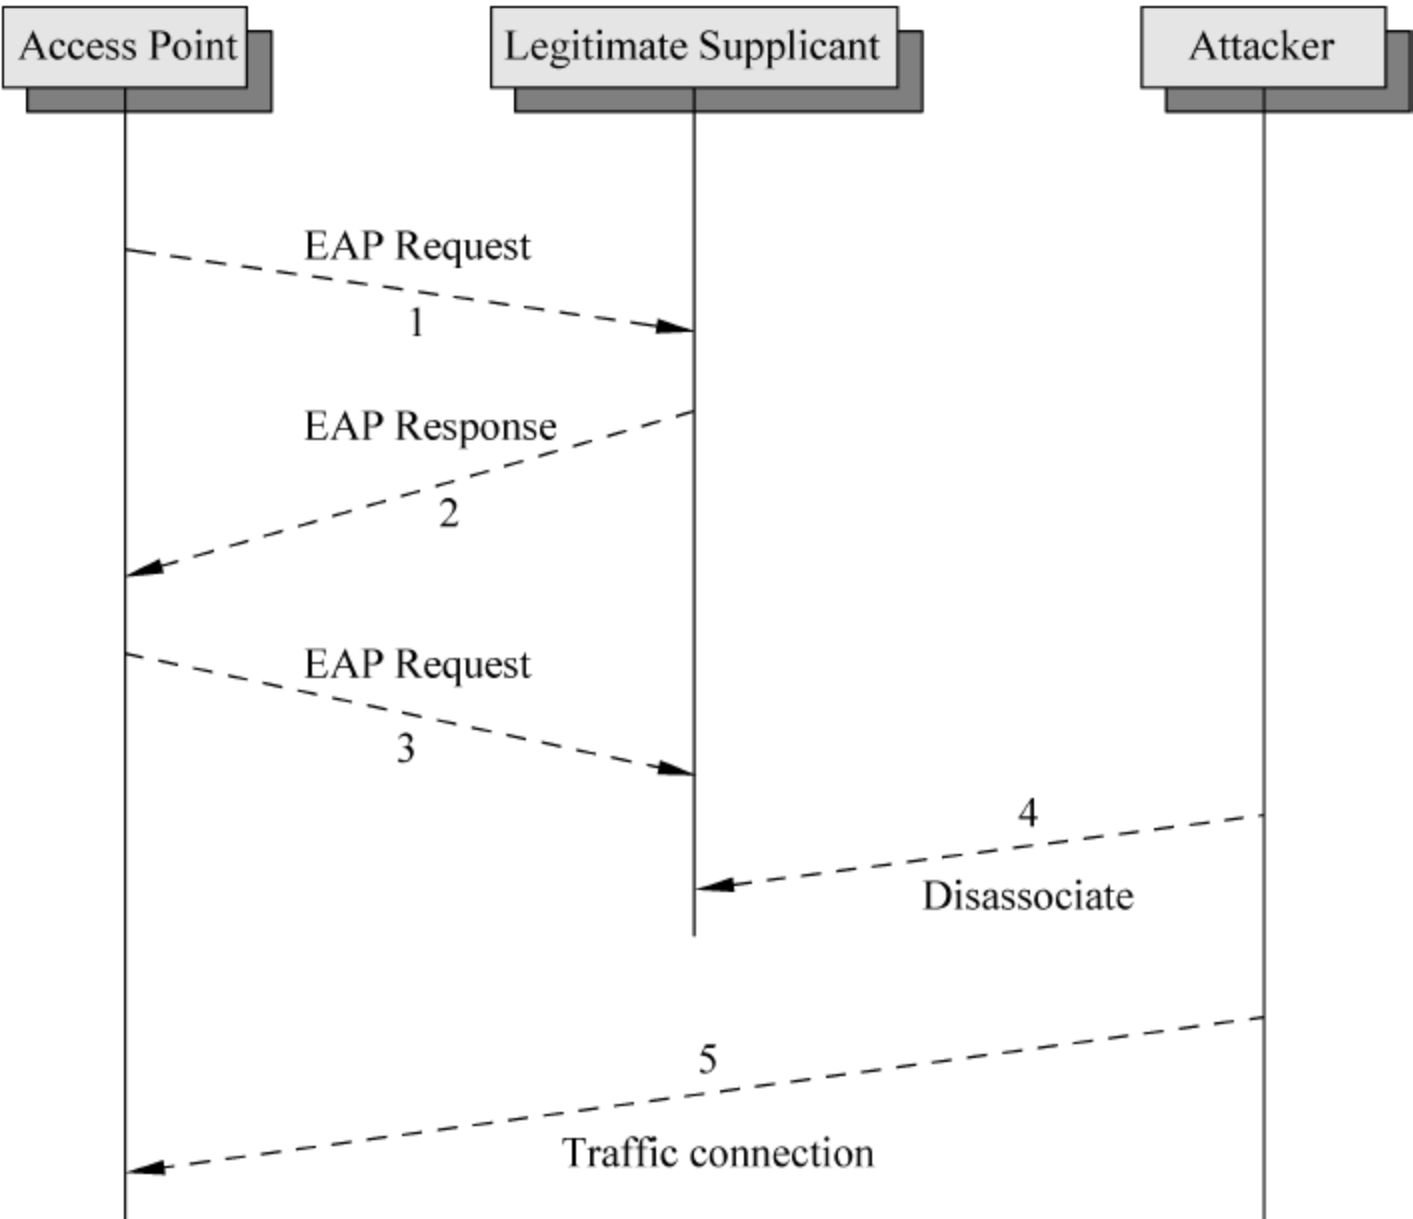 Access Point
Legitimate Supplicant
Attacker
EAP Request
1
EAP Response
2
EAP Request
3
4
Disassociate
5
Traffic connection